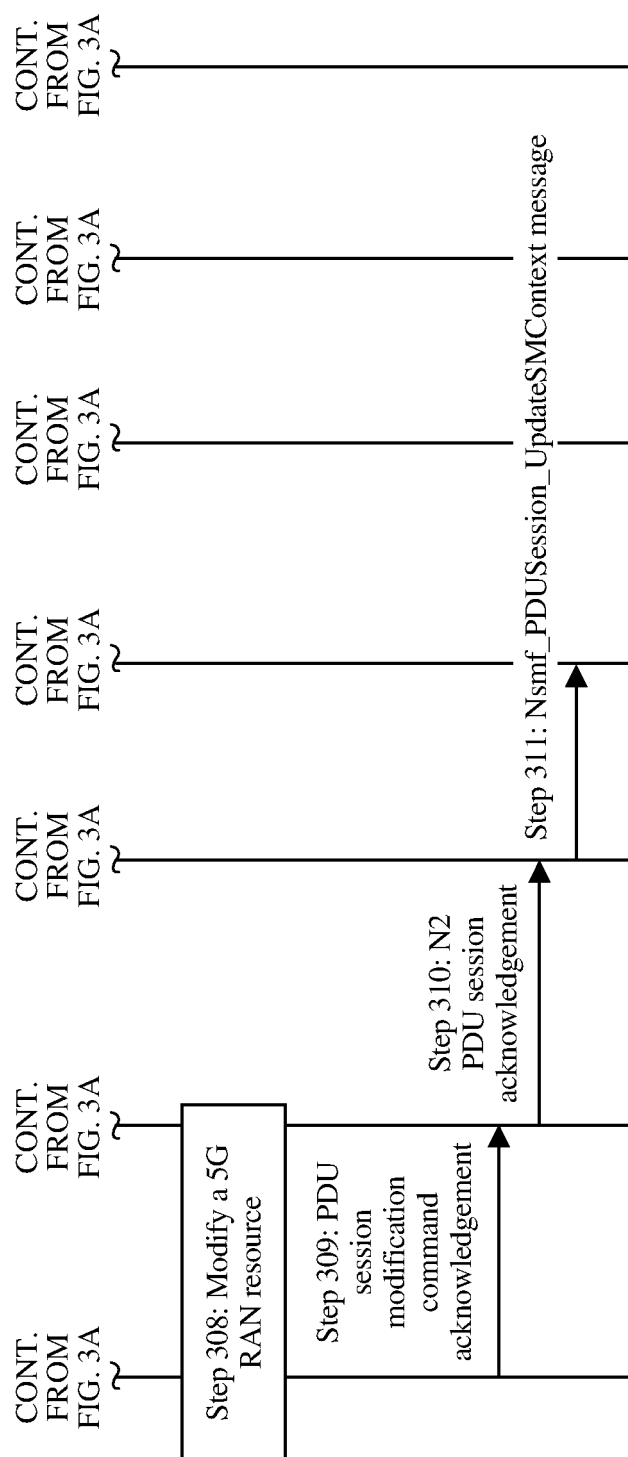 CONT.
FROM
FIG. 3A
CONT.
FROM
FIG. 3A
CONT.
FROM
FIG. 3A
CONT.
FROM
FIG. 3A
CONT.
FROM
FIG. 3A
CONT.
FROM
FIG. 3A
CONT.
FROM
FIG. 3A
Step 308: Modify a 5G
RAN resource
Step 309: PDU
session
modification
command
acknowledgement
Step 310: N2
PDU session
acknowledgement
Step 311: Nsmf_PDUSession_UpdateSMContext message